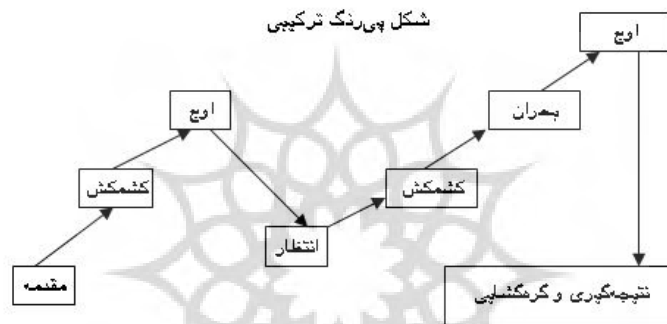 شکل پی‌رنگ ترکیبی
اوج
بحران
اوج
کشمکش
کشمکش
انتظار
مقدمه
نتیجه‌گیری و گره‌گشایی